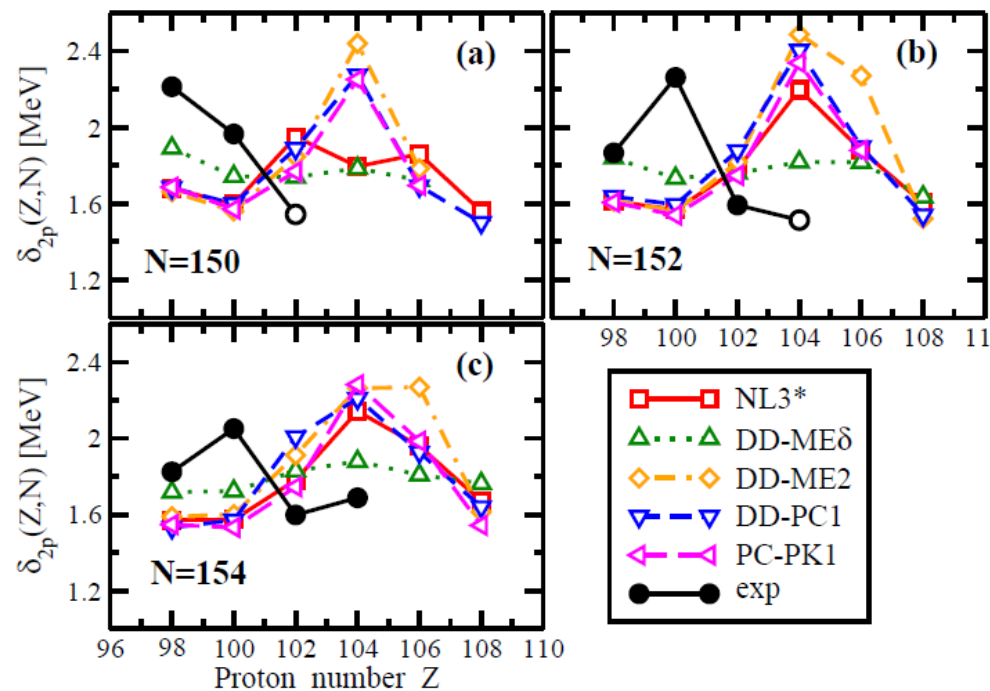 δ2p(Z,N) [MeV]
2.4
2
1.6
1.2
(a)
N=150
(b)
N=152
98 100 102 104 106 108 11
δ2p(Z,N) [MeV]
2.4
2
1.6
1.2
(c)
N=154
96 98 100 102 104 106 108 110
Proton number Z
NL3*
DD-MEδ
DD-ME2
DD-PC1
PC-PK1
exp